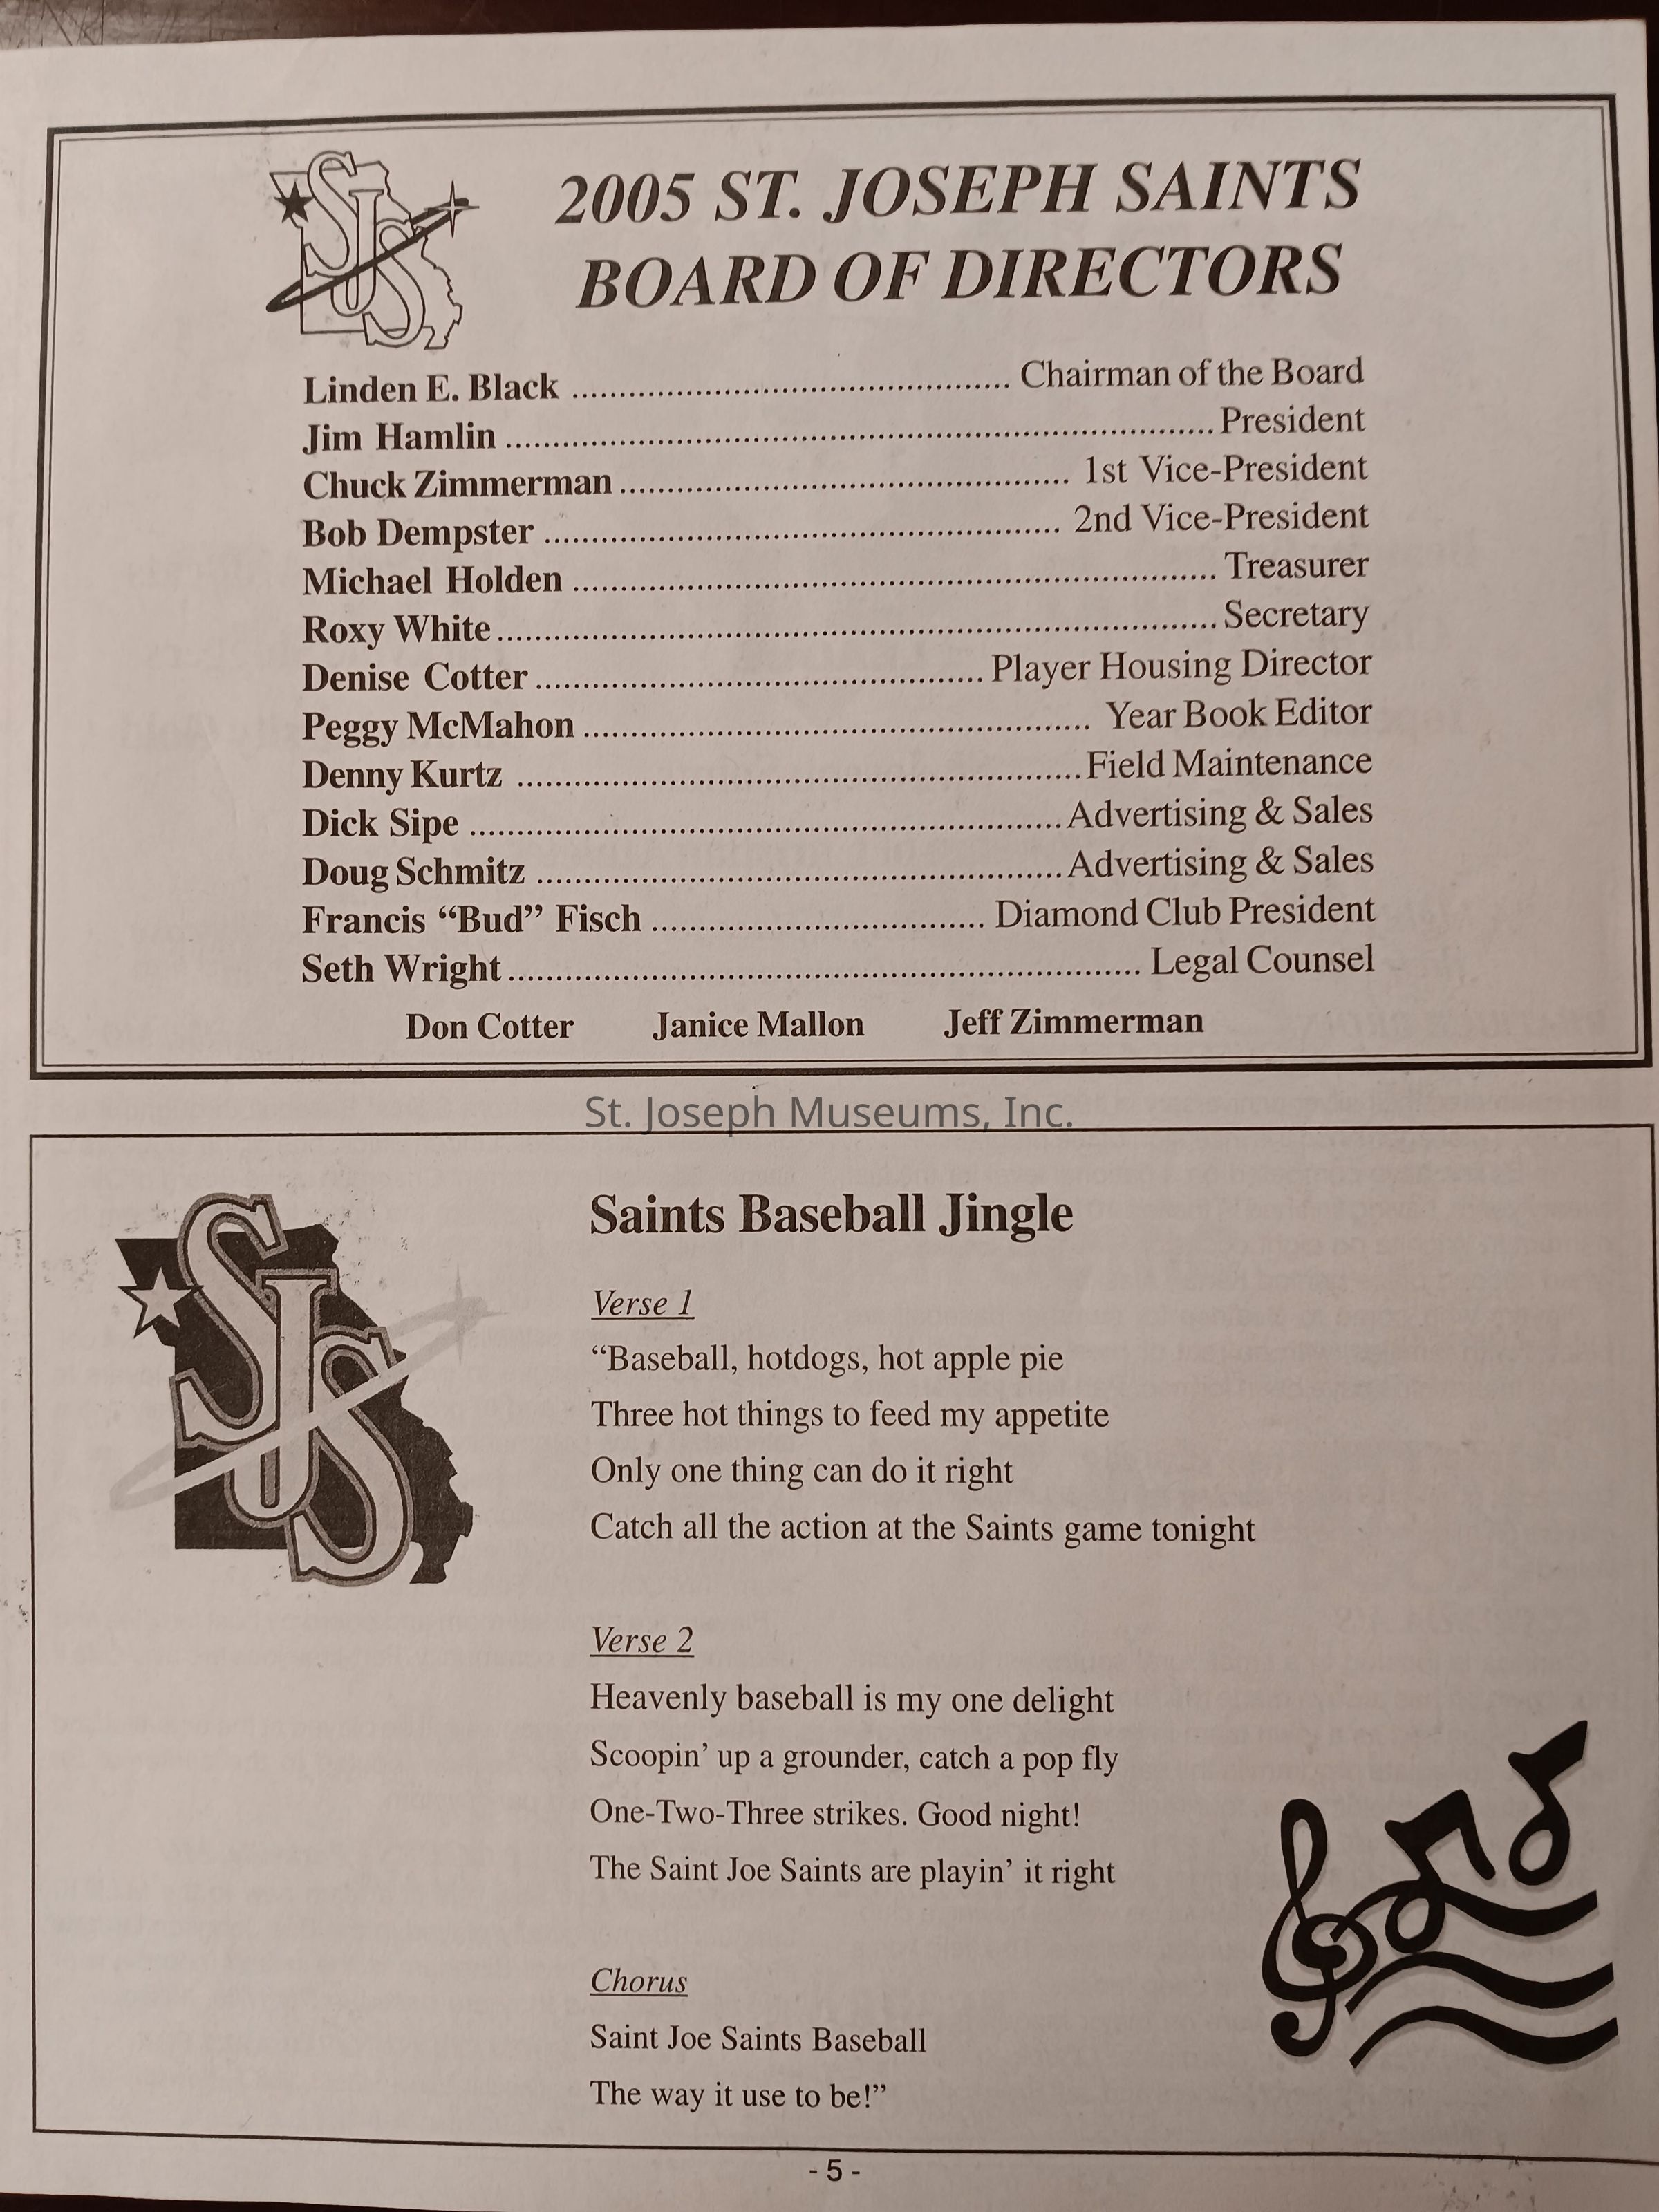 2005 ST. JOSEPH SAINTS
BOARD OF DIRECTORS
Linden E. Black ............................................... Chairman of the Board
Jim Hamlin ............................................................................ President
Chuck Zimmerman ................................................ 1st Vice-President
Bob Dempster ....................................................... 2nd Vice-President
Michael Holden ..................................................................... Treasurer
Roxy White ............................................................................. Secretary
Denise Cotter ................................................ Player Housing Director
Peggy McMahon ...................................................... Year Book Editor
Denny Kurtz ............................................................ Field Maintenance
Dick Sipe ............................................................... Advertising & Sales
Doug Schmitz ........................................................ Advertising & Sales
Francis “Bud” Fisch .................................... Diamond Club President
Seth Wright .................................................................... Legal Counsel
Don Cotter Janice Mallon Jeff Zimmerman
St. Joseph Museums, Inc.
Saints Baseball Jingle
Verse 1
“Baseball, hotdogs, hot apple pie
Three hot things to feed my appetite
Only one thing can do it right
Catch all the action at the Saints game tonight
Verse 2
Heavenly baseball is my one delight
Scoopin’ up a grounder, catch a pop fly
One-Two-Three strikes. Good night!
The Saint Joe Saints are playin’ it right
Chorus
Saint Joe Saints Baseball
The way it use to be!”
- 5 -